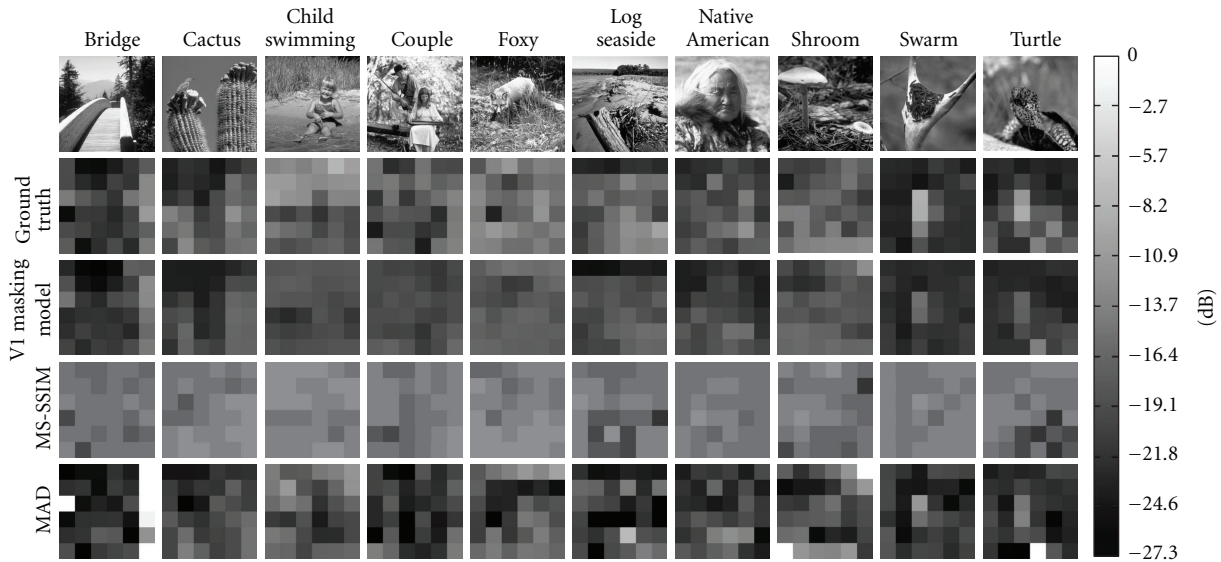 Bridge
Cactus
Child
swimming
Couple
Foxy
Log
seaside
Native
American
Shroom
Swarm
Turtle
Ground
truth
V1 masking
model
MS-SSIM
MAD
0
−2.7
−5.7
−8.2
−10.9
−13.7
−16.4
−19.1
−21.8
−24.6
−27.3
(dB)